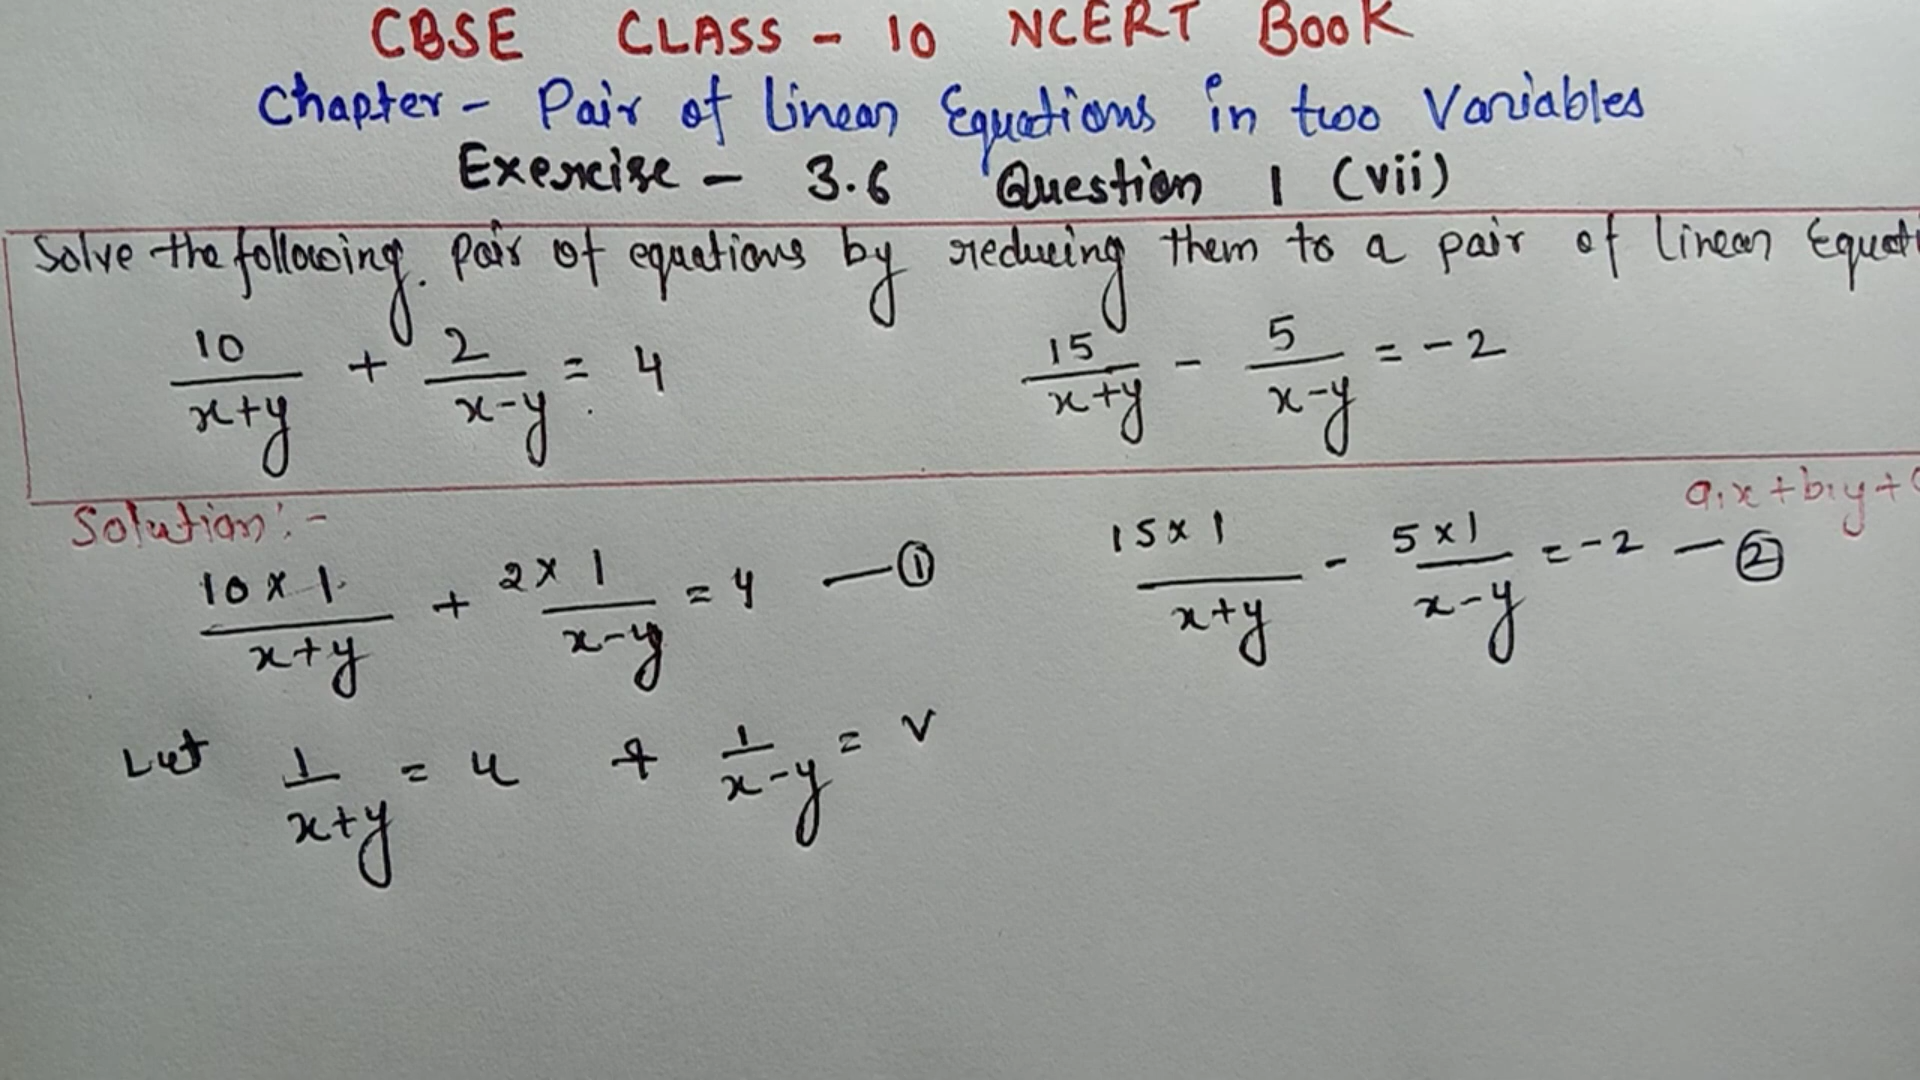 CBSE CLASS - 10 NCERT Book
Chapter - Pair of Linear Equations in two Variables
Exercise - 3.6 Question 1 (vii)
Solve the following. pair of equations by reducing them to a pair of linear
10/x+y + 2/x-y = 4 15/x+y - 5/x-y = -2
Solution:- a₁x+b₁y+
10×1/x+y + 2×1/x-y = 4 — ① 15×1/x+y - 5×1/x-y = -2 — ②
Let 1/x+y = u & 1/x-y = v